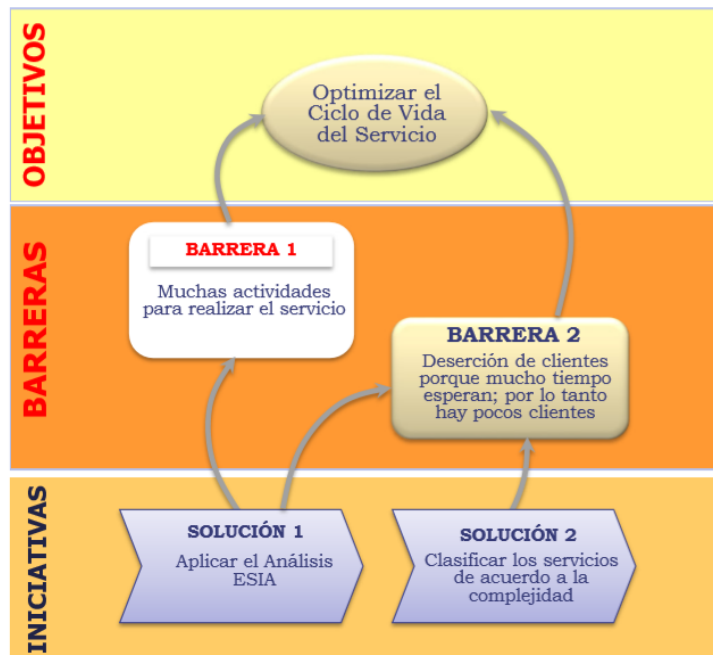 OBJETIVOS
Optimizar el
Ciclo de Vida
del Servicio
BARRERAS
BARRERA 1
Muchas actividades
para realizar el servicio
BARRERA 2
Deserción de clientes
porque mucho tiempo
esperan; por lo tanto
hay pocos clientes
INICIATIVAS
SOLUCIÓN 1
Aplicar el Análisis
ESIA
SOLUCIÓN 2
Clasificar los servicios
de acuerdo a la
complejidad